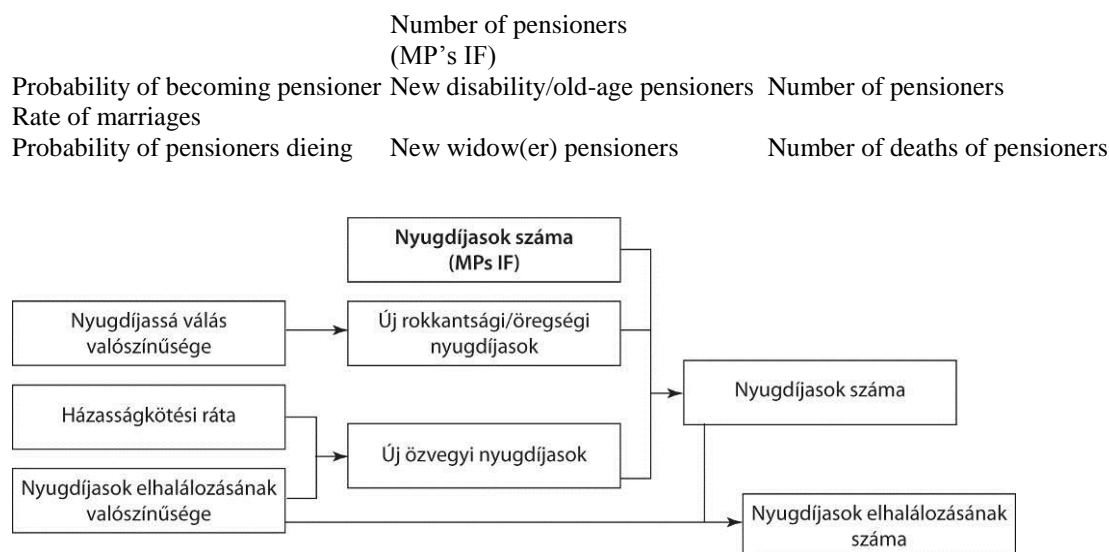 Number of pensioners
(MP’s IF)
Probability of becoming pensioner New disability/old-age pensioners Number of pensioners
Rate of marriages
Probability of pensioners dieing New widow(er) pensioners Number of deaths of pensioners
Nyugdíjasok száma
(MPs IF)
Nyugdíjassá válás
valószínűsége
Új rokkantsági/öregségi
nyugdíjasok
Nyugdíjasok száma
Házasságkötési ráta
Új özvegyi nyugdíjasok
Nyugdíjasok elhalálozásának
valószínűsége
Nyugdíjasok elhalálozásának
száma